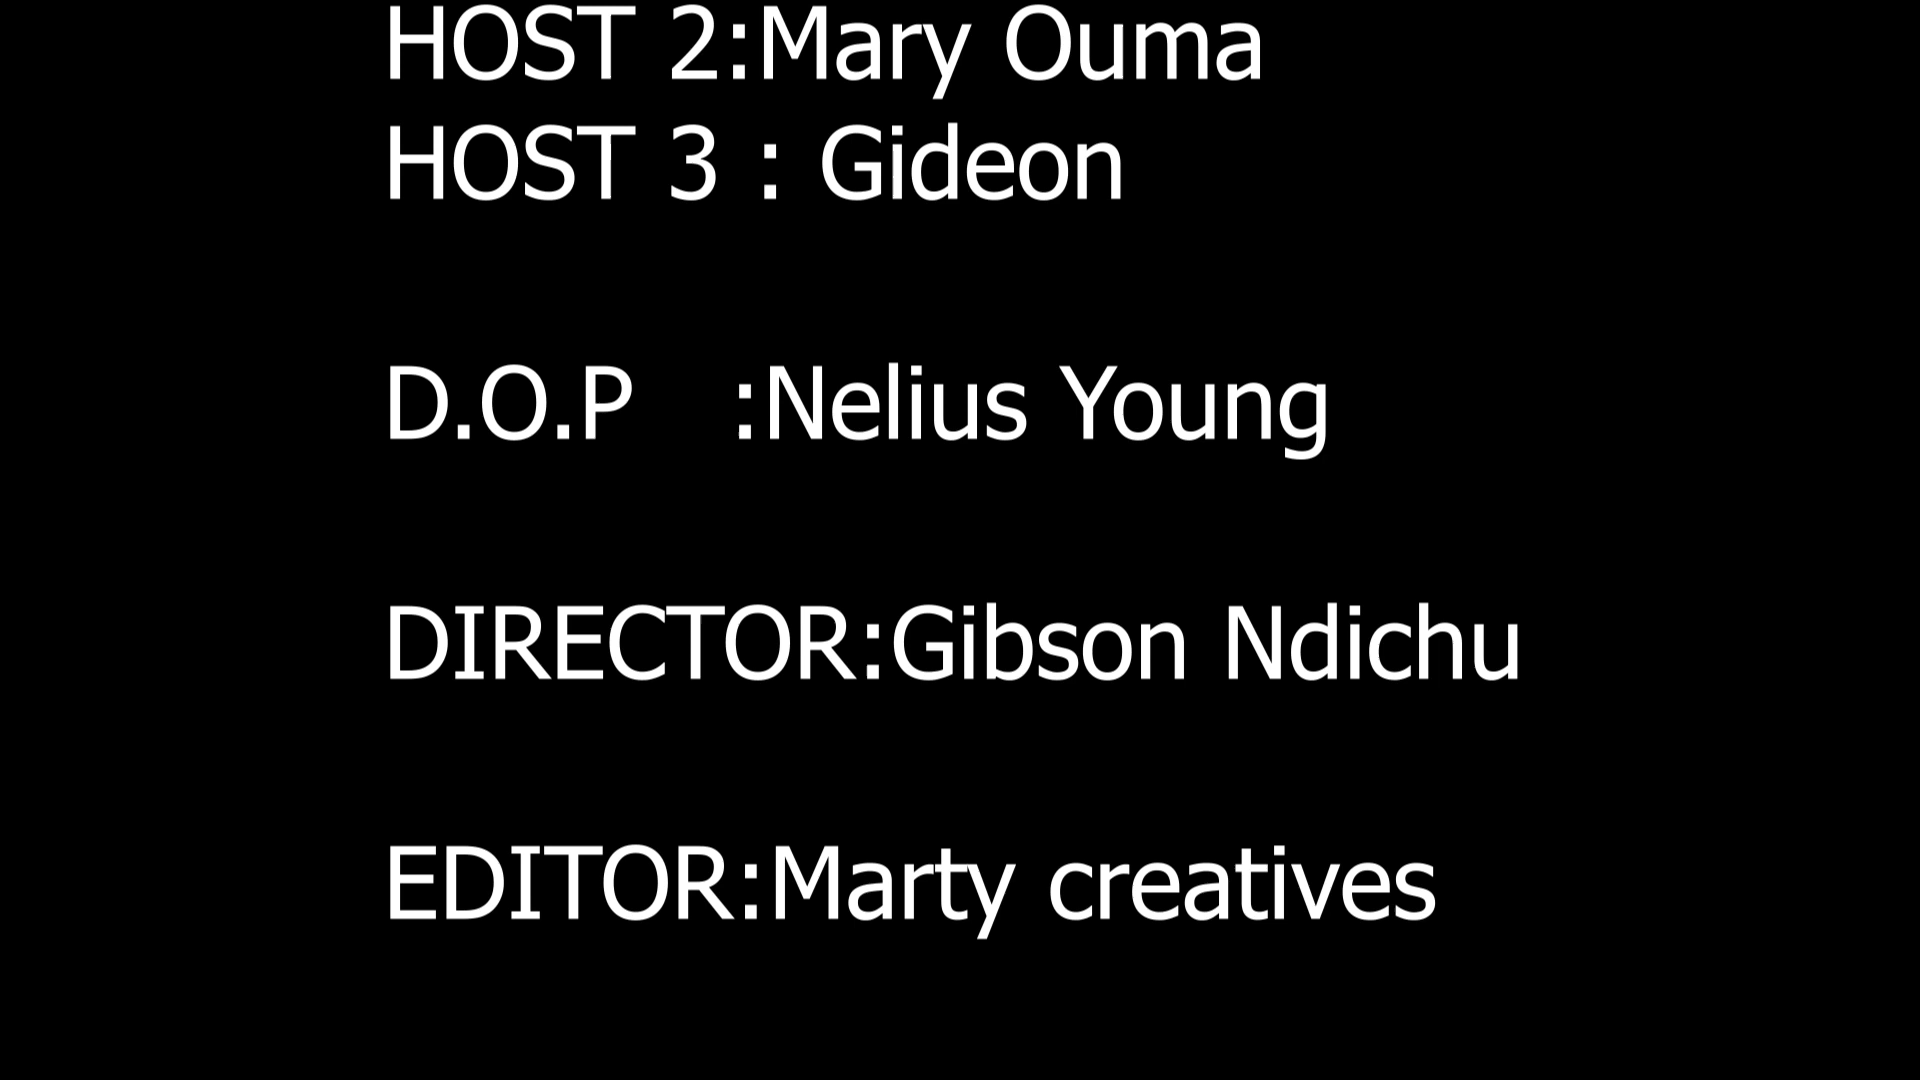 HOST 2:Mary Ouma
HOST 3 : Gideon
D.O.P   :Nelius Young
DIRECTOR:Gibson Ndichu
EDITOR:Marty creatives